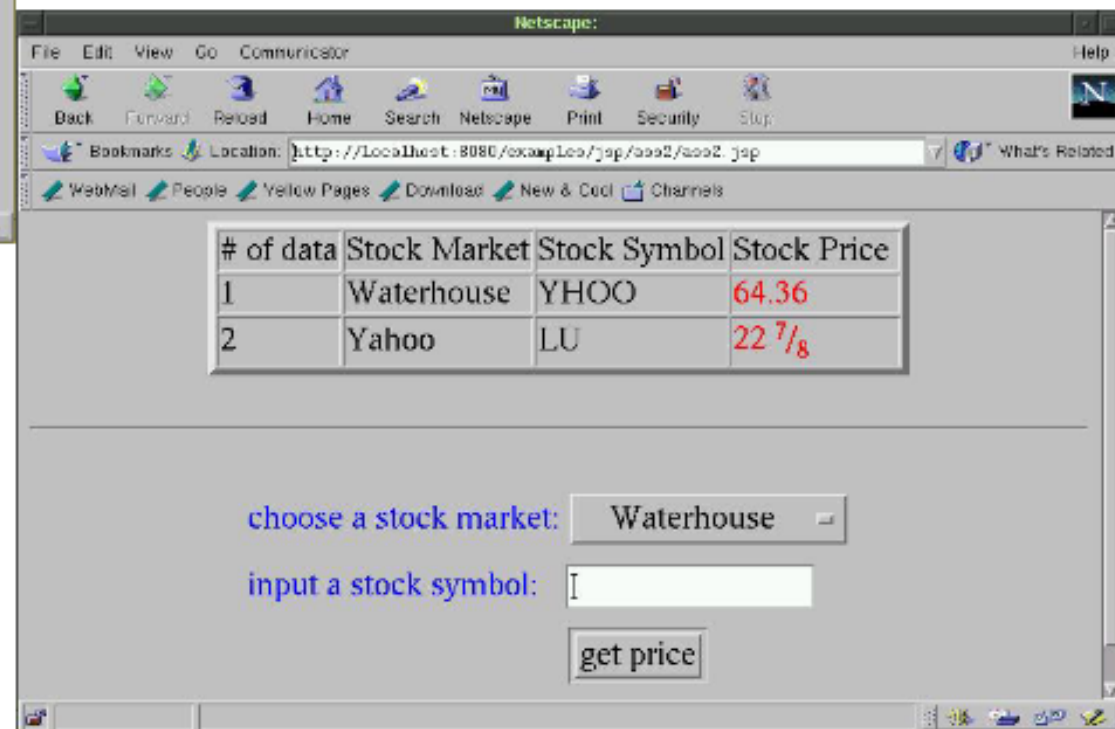 Netscape:
File Edit View Go Communicator Help
Back Forward Reload Home Search Netscape Print Security Stop
Bookmarks Location: http://localhost:8080/examples/jsp/ass2/ass2.jsp What's Related
WebMail People Yellow Pages Download New & Cool Channels
# of data Stock Market Stock Symbol Stock Price
1 Waterhouse YHOO 64.36
2 Yahoo LU 22 7/8
choose a stock market: Waterhouse
input a stock symbol:
get price